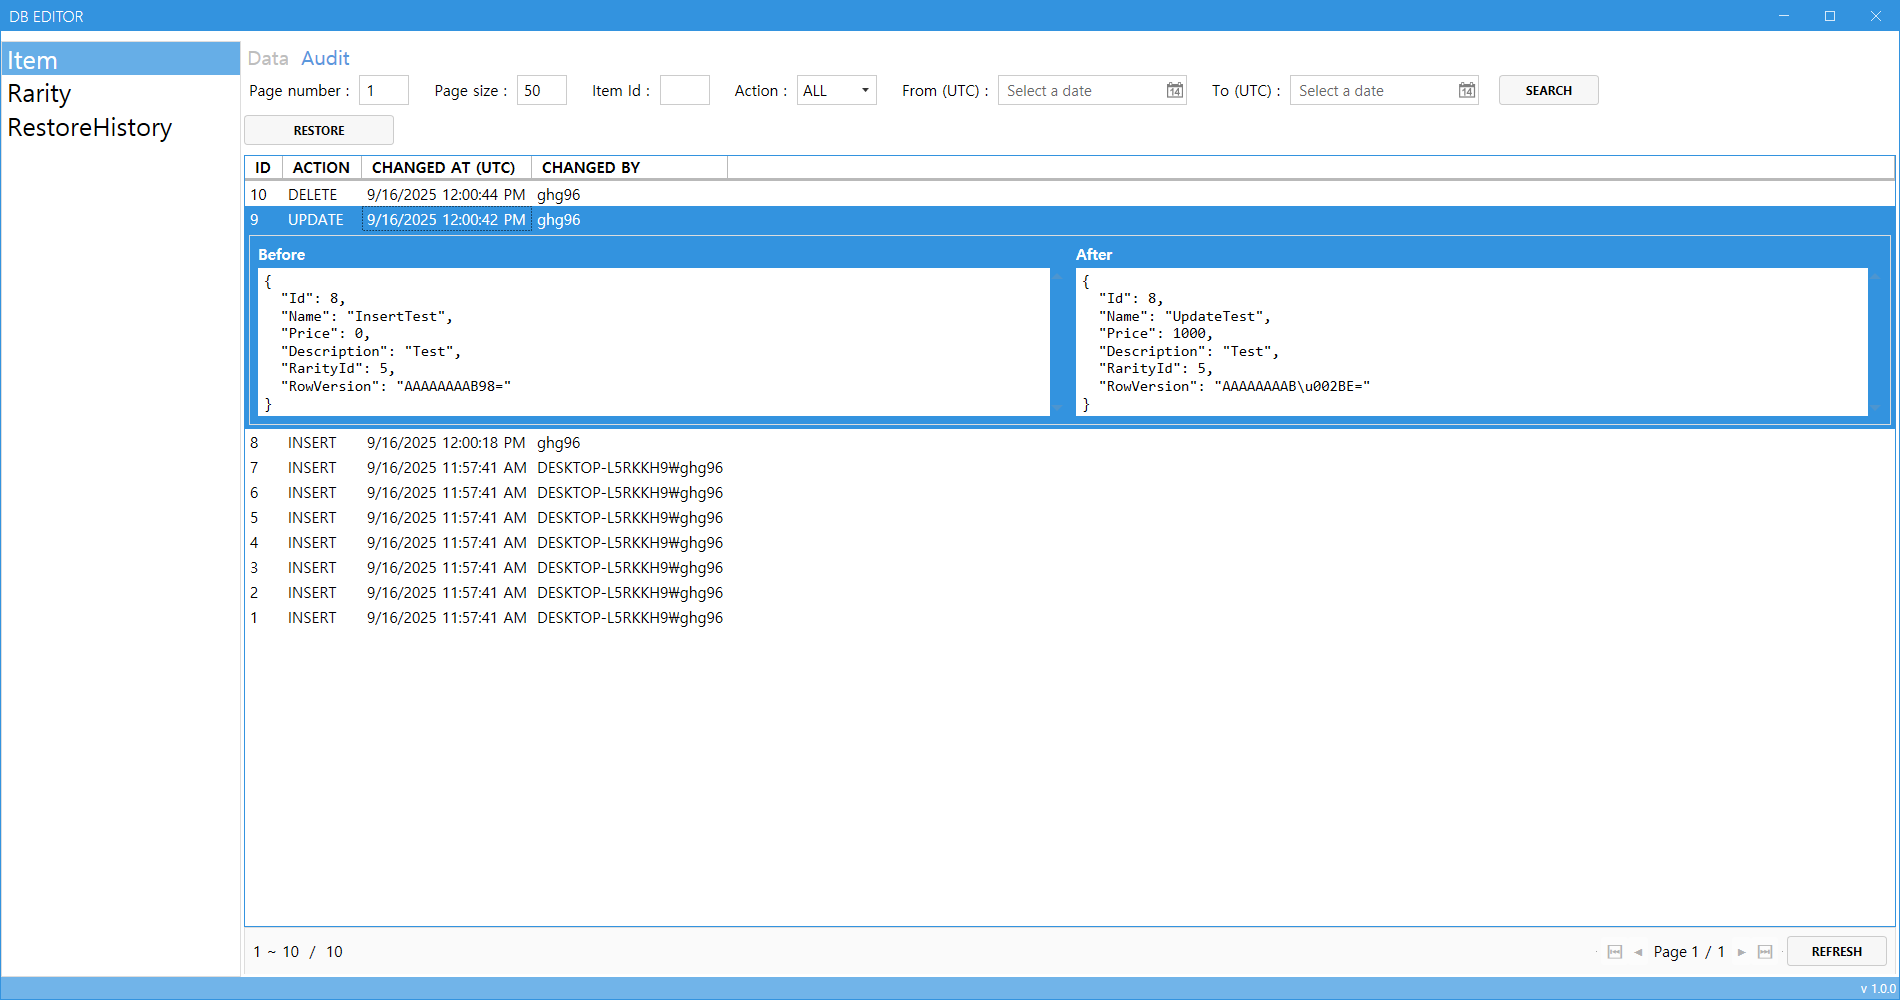 DB EDITOR
Item
Rarity
RestoreHistory
Data Audit
Page number : 1 Page size : 50 Item Id : Action : ALL From (UTC) : Select a date 14 To (UTC) : Select a date 14 SEARCH
RESTORE
ID ACTION CHANGED AT (UTC) CHANGED BY
10 DELETE 9/16/2025 12:00:44 PM ghg96
9 UPDATE 9/16/2025 12:00:42 PM ghg96
Before
{
"Id": 8,
"Name": "InsertTest",
"Price": 0,
"Description": "Test",
"RarityId": 5,
"RowVersion": "AAAAAAAAB98="
}
After
{
"Id": 8,
"Name": "UpdateTest",
"Price": 1000,
"Description": "Test",
"RarityId": 5,
"RowVersion": "AAAAAAAAB\u002BE="
}
8 INSERT 9/16/2025 12:00:18 PM ghg96
7 INSERT 9/16/2025 11:57:41 AM DESKTOP-L5RKKH9₩ghg96
6 INSERT 9/16/2025 11:57:41 AM DESKTOP-L5RKKH9₩ghg96
5 INSERT 9/16/2025 11:57:41 AM DESKTOP-L5RKKH9₩ghg96
4 INSERT 9/16/2025 11:57:41 AM DESKTOP-L5RKKH9₩ghg96
3 INSERT 9/16/2025 11:57:41 AM DESKTOP-L5RKKH9₩ghg96
2 INSERT 9/16/2025 11:57:41 AM DESKTOP-L5RKKH9₩ghg96
1 INSERT 9/16/2025 11:57:41 AM DESKTOP-L5RKKH9₩ghg96
1 ~ 10 / 10 Page 1 / 1 REFRESH
v 1.0.0